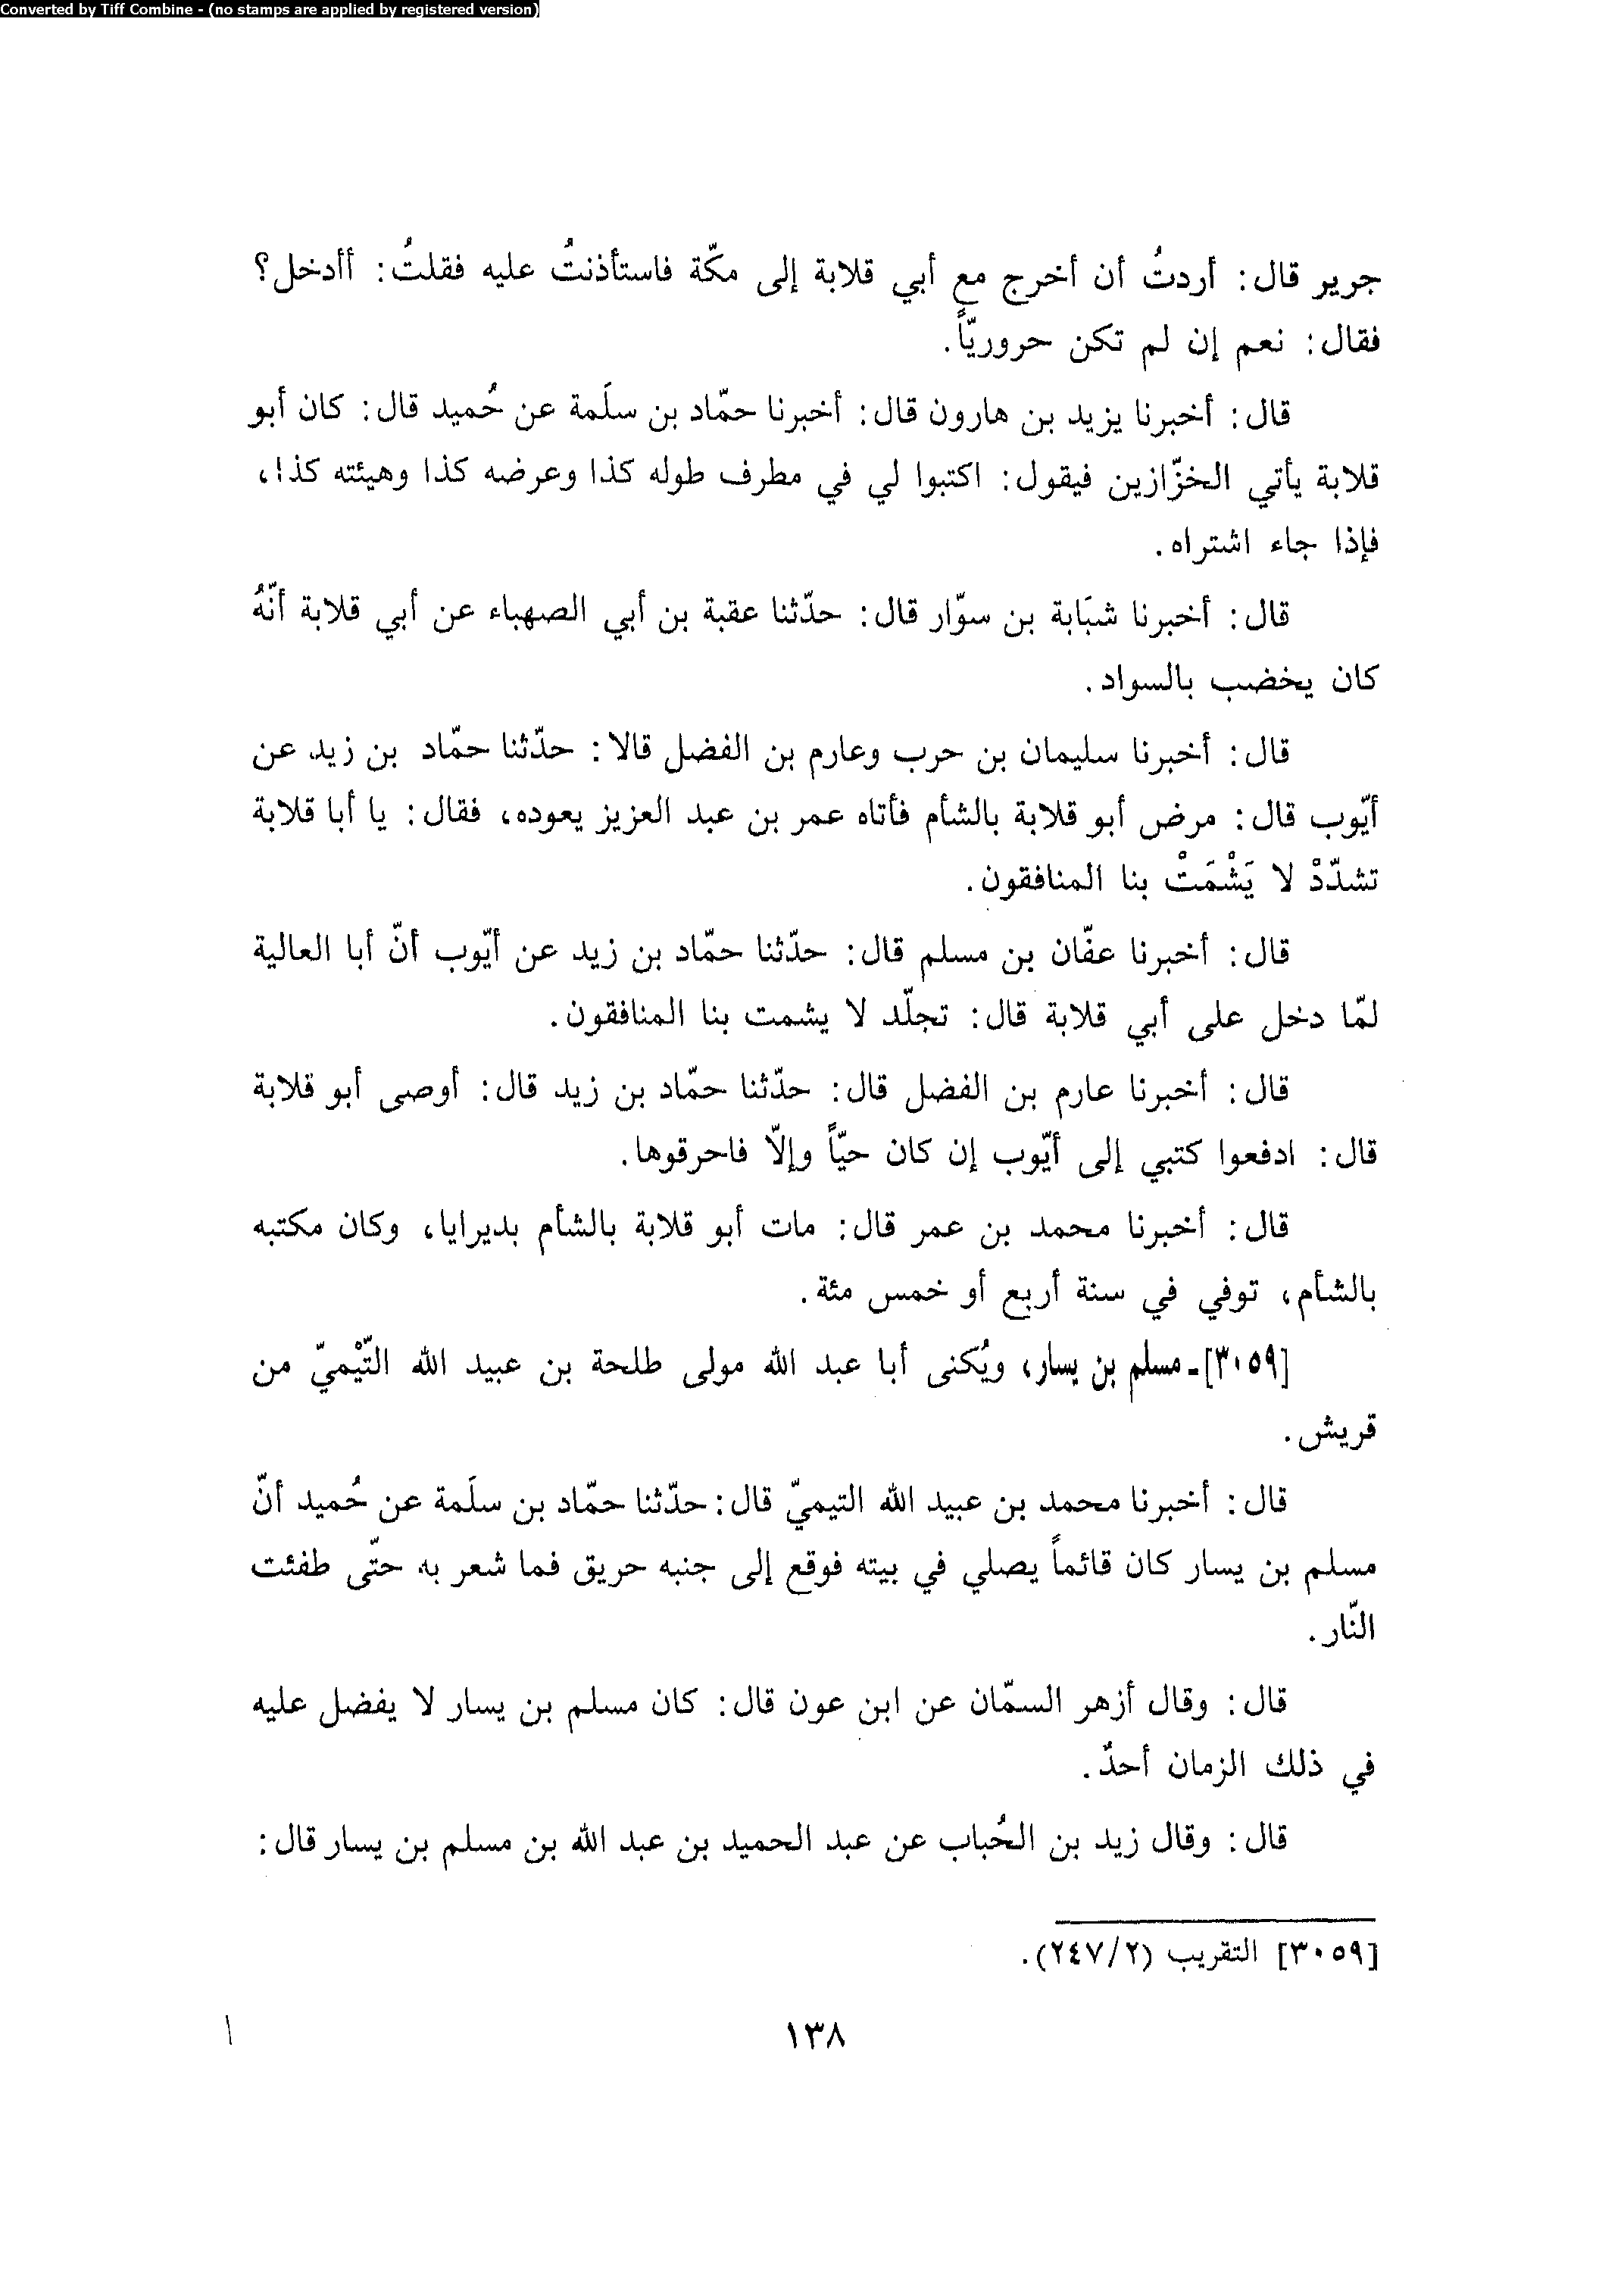 Converted by Tiff Combine - (no stamps are applied by registered version)
جرير قال: أردتُ أن أخرج مع أبي قلابة إلى مكّة فاستأذنتُ عليه فقلتُ: أأدخل؟
فقال: نعم إن لم تكن حروريّاً.
قال: أخبرنا يزيد بن هارون قال: أخبرنا حمّاد بن سلَمة عن حُميد قال: كان أبو
قلابة يأتي الخزّازين فيقول: اكتبوا لي في مطرف طوله كذا وعرضه كذا وهيئته كذا،
فإذا جاء اشتراه.
قال: أخبرنا شبَابة بن سوّار قال: حدّثنا عقبة بن أبي الصهباء عن أبي قلابة أنّهُ
كان يخضب بالسواد.
قال: أخبرنا سليمان بن حرب وعارم بن الفضل قالا: حدّثنا حمّاد بن زيد عن
أيّوب قال: مرض أبو قلابة بالشأم فأتاه عمر بن عبد العزيز يعوده، فقال: يا أبا قلابة
تشدّدْ لا يَشْمَتْ بنا المنافقون.
قال: أخبرنا عفّان بن مسلم قال: حدّثنا حمّاد بن زيد عن أيّوب أنّ أبا العالية
لمّا دخل على أبي قلابة قال: تجلّد لا يشمت بنا المنافقون.
قال: أخبرنا عارم بن الفضل قال: حدّثنا حمّاد بن زيد قال: أوصى أبو قلابة
قال: ادفعوا كتبي إلى أيّوب إن كان حيّاً وإلّا فاحرقوها.
قال: أخبرنا محمد بن عمر قال: مات أبو قلابة بالشأم بديرايا، وكان مكتبه
بالشأم، توفي في سنة أربع أو خمس مئة.
[٣٠٥٩]ـ مسلم بن يسار، ويُكنى أبا عبد الله مولى طلحة بن عبيد الله التّيْميّ من
قريش.
قال: أخبرنا محمد بن عبيد الله التيميّ قال: حدّثنا حمّاد بن سلَمة عن حُميد أنّ
مسلم بن يسار كان قائماً يصلي في بيته فوقع إلى جنبه حريق فما شعر به حتّى طفئت
النّار.
قال: وقال أزهر السمّان عن ابن عون قال: كان مسلم بن يسار لا يفضل عليه
في ذلك الزمان أحدٌ.
قال: وقال زيد بن الحُباب عن عبد الحميد بن عبد الله بن مسلم بن يسار قال:
[٣٠٥٩] التقريب (٢/ ٢٤٧).
١٣٨